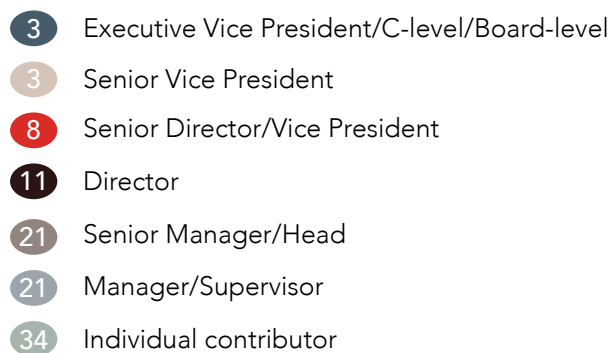 3 Executive Vice President/C-level/Board-level
3 Senior Vice President
8 Senior Director/Vice President
11 Director
21 Senior Manager/Head
21 Manager/Supervisor
34 Individual contributor